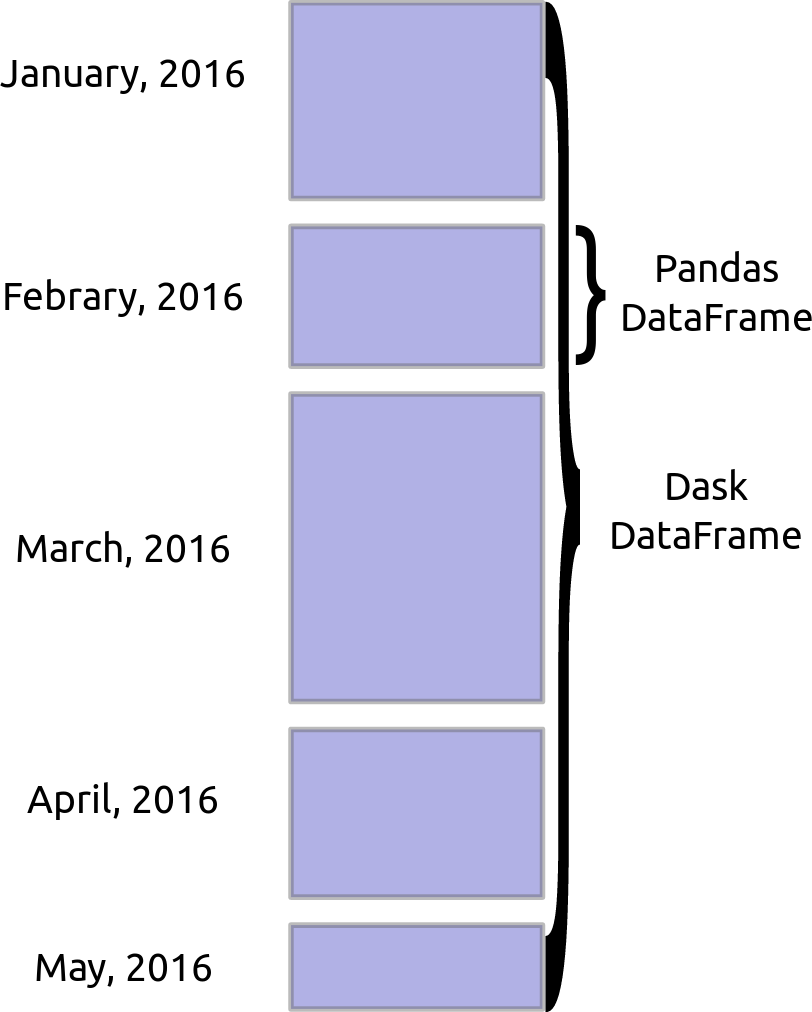 January, 2016
Febrary, 2016
Pandas
DataFrame
Dask
DataFrame
March, 2016
April, 2016
May, 2016